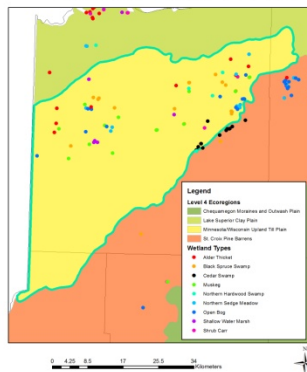 Legend
Level 4 Ecoregions
Chequamegon Moraines and Outwash Plain
Lake Superior Clay Plain
Minnesota/Wisconsin Upland Till Plain
St. Croix Pine Barrens
Wetland Types
Alder Thicket
Black Spruce Swamp
Cedar Swamp
Muskeg
Northern Hardwood Swamp
Northern Sedge Meadow
Open Bog
Shallow Water Marsh
Shrub Carr
0 4.25 8.5 17 25.5 34
Kilometers
N